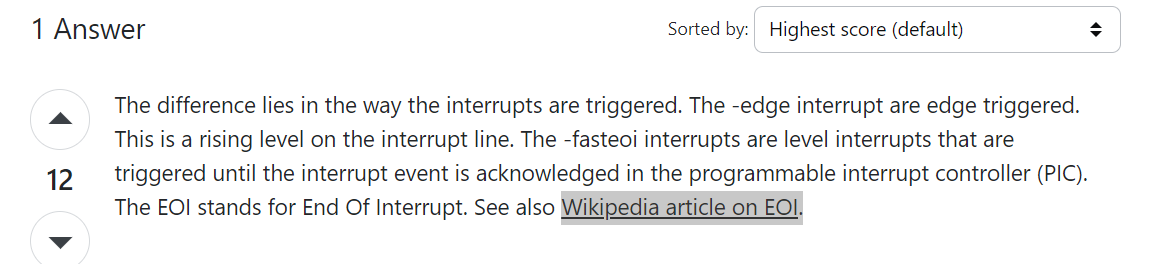 1 Answer
Sorted by: Highest score (default)
The difference lies in the way the interrupts are triggered. The -edge interrupt are edge triggered.
This is a rising level on the interrupt line. The -fasteoi interrupts are level interrupts that are
12
triggered until the interrupt event is acknowledged in the programmable interrupt controller (PIC).
The EOI stands for End Of Interrupt. See also Wikipedia article on EOI.